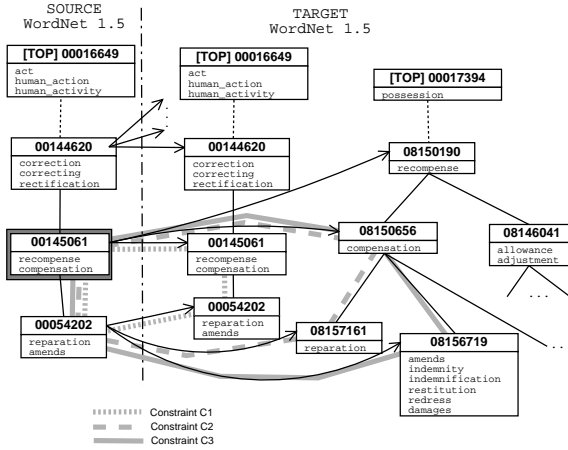 SOURCE
WordNet 1.5
TARGET
WordNet 1.5
[TOP] 00016649
act
human_action
human_activity
[TOP] 00016649
act
human_action
human_activity
[TOP] 00017394
possession
00144620
correction
correcting
rectification
00144620
correction
correcting
rectification
08150190
recompense
00145061
recompense
compensation
00145061
recompense
compensation
08150656
compensation
08146041
allowance
adjustment
00054202
reparation
amends
00054202
reparation
amends
08157161
reparation
08156719
amends
indemnity
indemnification
restitution
redress
damages
...
...
Constraint C1
Constraint C2
Constraint C3